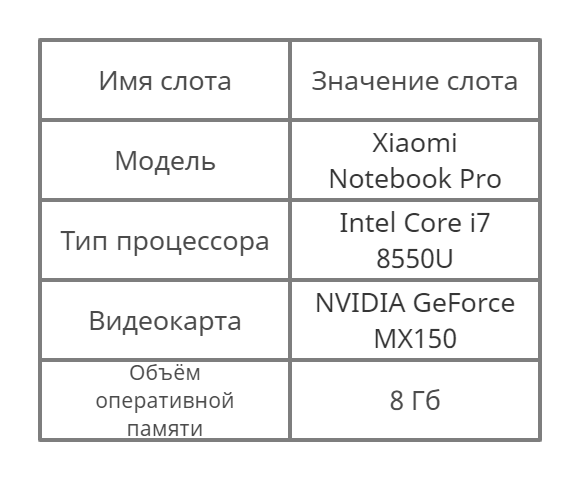 Имя слота
Значение слота
Модель
Xiaomi
Notebook Pro
Тип процессора
Intel Core i7
8550U
Видеокарта
NVIDIA GeForce
MX150
Объём
оперативной
памяти
8 Гб